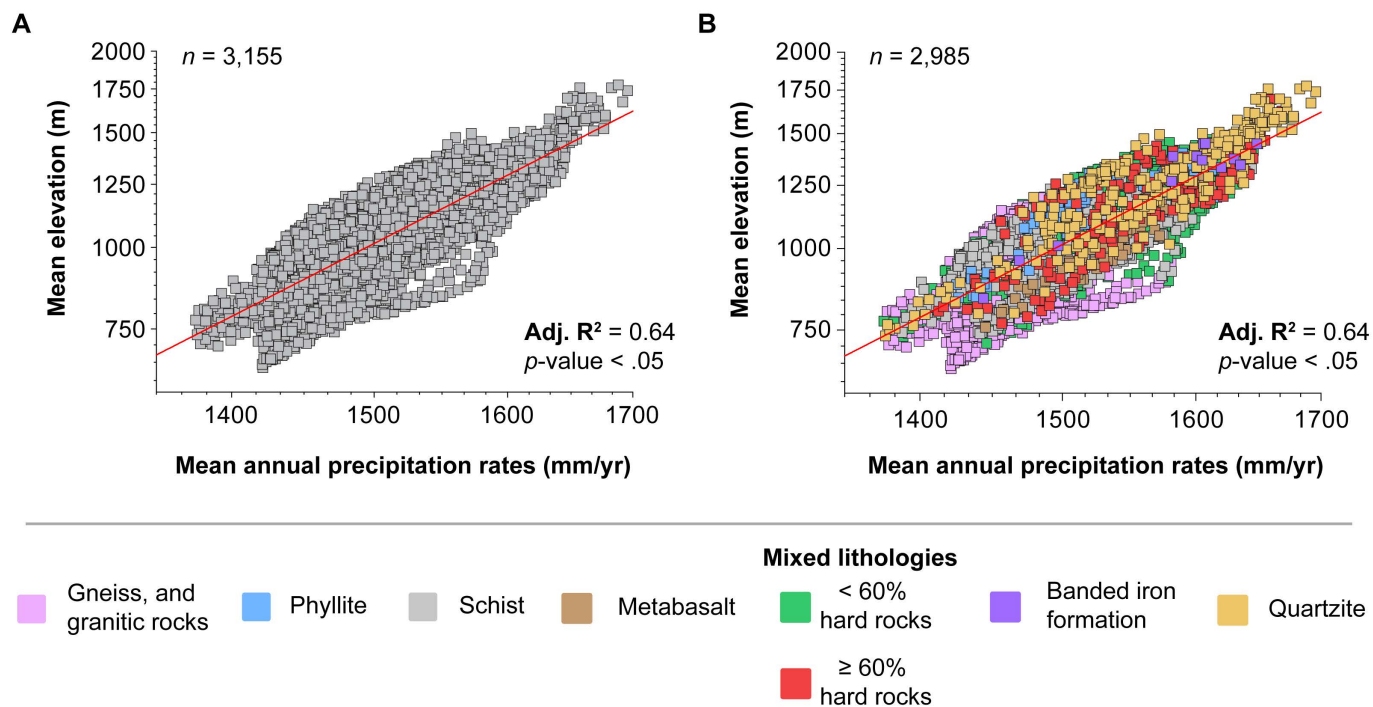 A
n = 3,155
2000
1750
1500
1250
1000
750
Mean elevation (m)
Adj. R² = 0.64
p-value < .05
1400 1500 1600 1700
Mean annual precipitation rates (mm/yr)
B
n = 2,985
2000
1750
1500
1250
1000
750
Mean elevation (m)
Adj. R² = 0.64
p-value < .05
1400 1500 1600 1700
Mean annual precipitation rates (mm/yr)
Gneiss, and
granitic rocks
Phyllite
Schist
Metabasalt
Mixed lithologies
< 60%
hard rocks
≥ 60%
hard rocks
Banded iron
formation
Quartzite